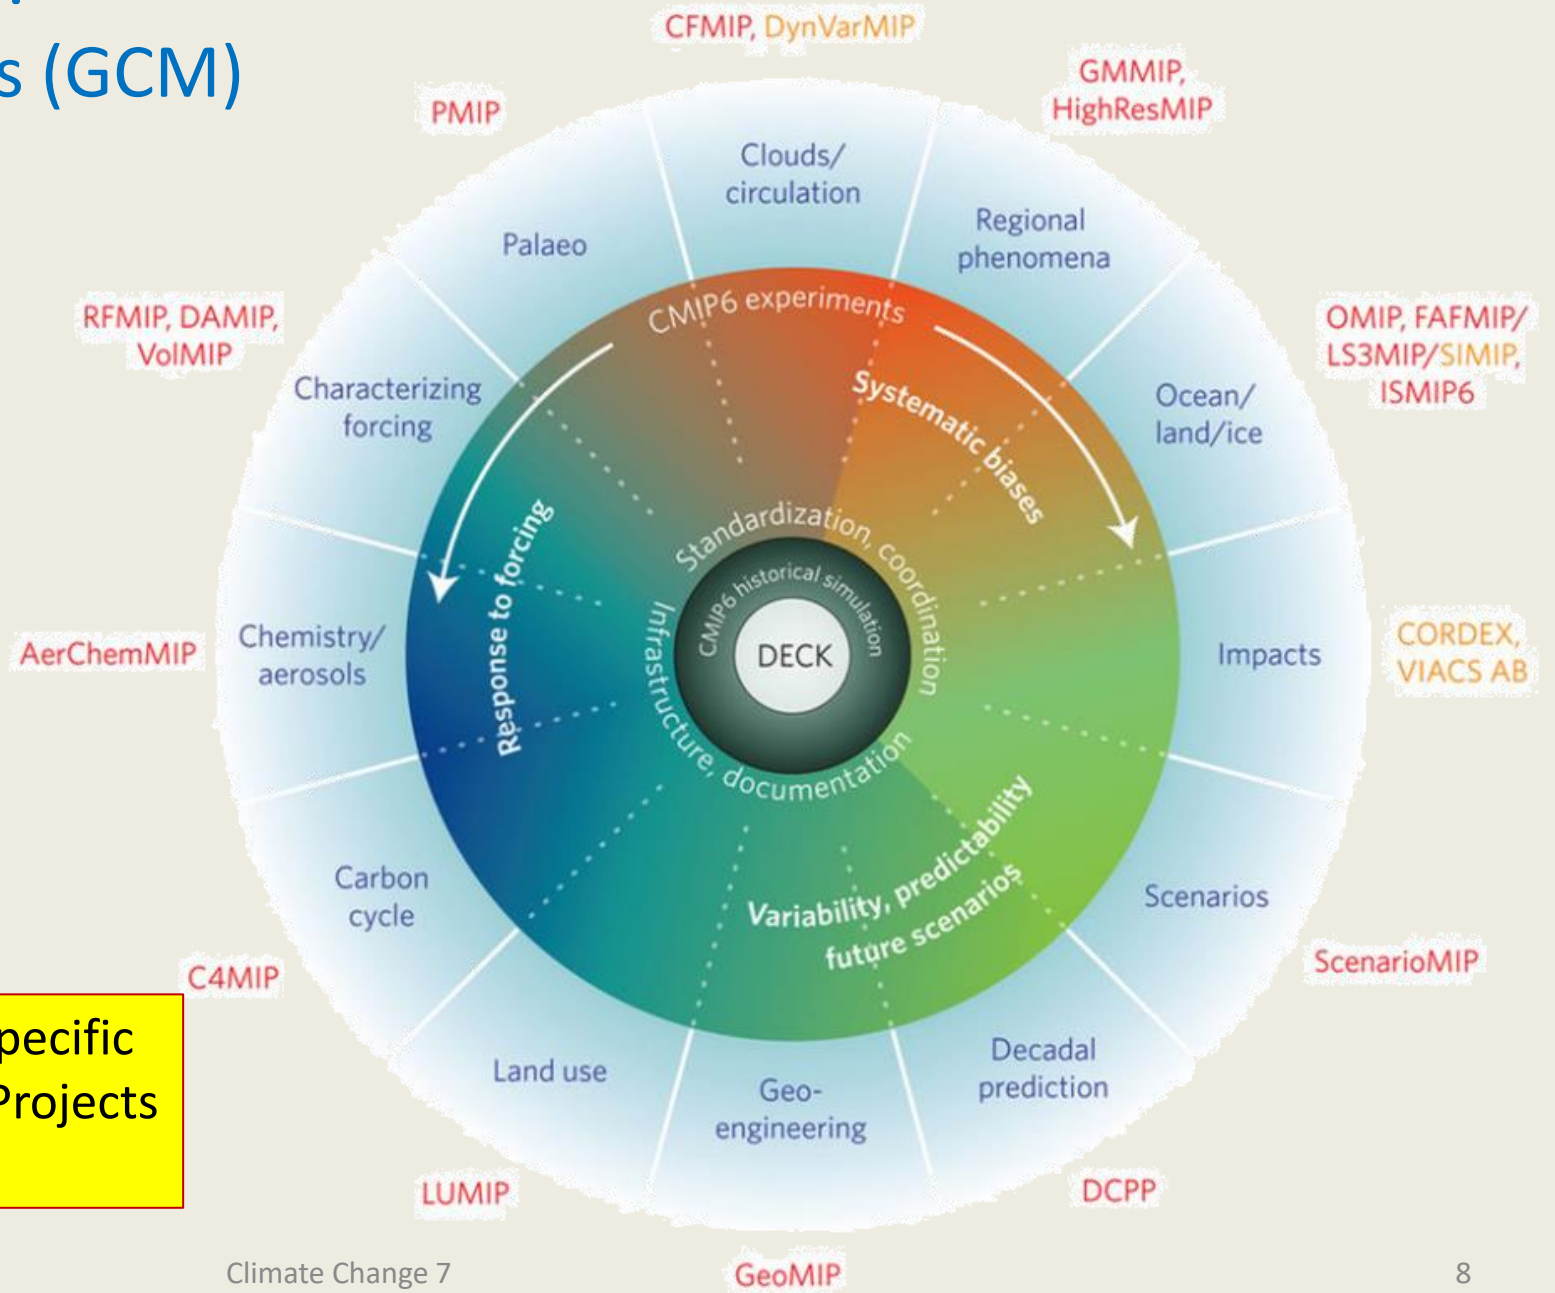 s (GCM)
CFMIP, DynVarMIP
GMMIP,
HighResMIP
PMIP
Clouds/
circulation
Regional
phenomena
Palaeo
RFMIP, DAMIP,
VolMIP
OMIP, FAFMIP/
LS3MIP/SIMIP,
ISMIP6
Characterizing
forcing
Ocean/
land/ice
CMIP6 experiments
Systematic biases
Response to forcing
Standardization, coordination
CMIP6 historical simulation
DECK
Infrastructure, documentation
AerChemMIP
Chemistry/
aerosols
Impacts
CORDEX,
VIACS AB
Variability, predictability
future scenarios
Carbon
cycle
Scenarios
C4MIP
ScenarioMIP
pecific
Projects
Land use
Geo-
engineering
Decadal
prediction
LUMIP
DCPP
GeoMIP
Climate Change 7
8